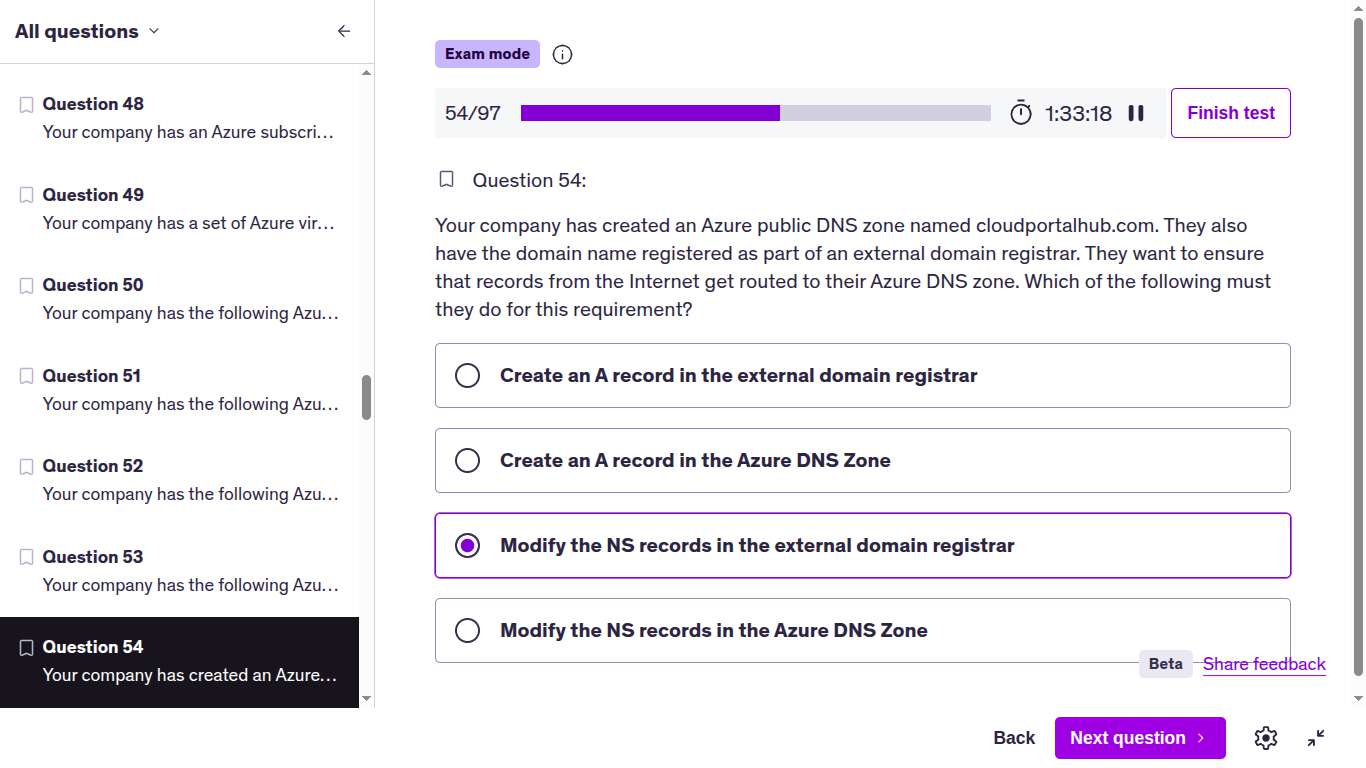 All questions
Question 48
Your company has an Azure subscri...
Question 49
Your company has a set of Azure vir...
Question 50
Your company has the following Azu...
Question 51
Your company has the following Azu...
Question 52
Your company has the following Azu...
Question 53
Your company has the following Azu...
Question 54
Your company has created an Azure...
Exam mode
54/97
1:33:18
Finish test
Question 54:
Your company has created an Azure public DNS zone named cloudportalhub.com. They also
have the domain name registered as part of an external domain registrar. They want to ensure
that records from the Internet get routed to their Azure DNS zone. Which of the following must
they do for this requirement?
Create an A record in the external domain registrar
Create an A record in the Azure DNS Zone
Modify the NS records in the external domain registrar
Modify the NS records in the Azure DNS Zone
Beta
Share feedback
Back
Next question